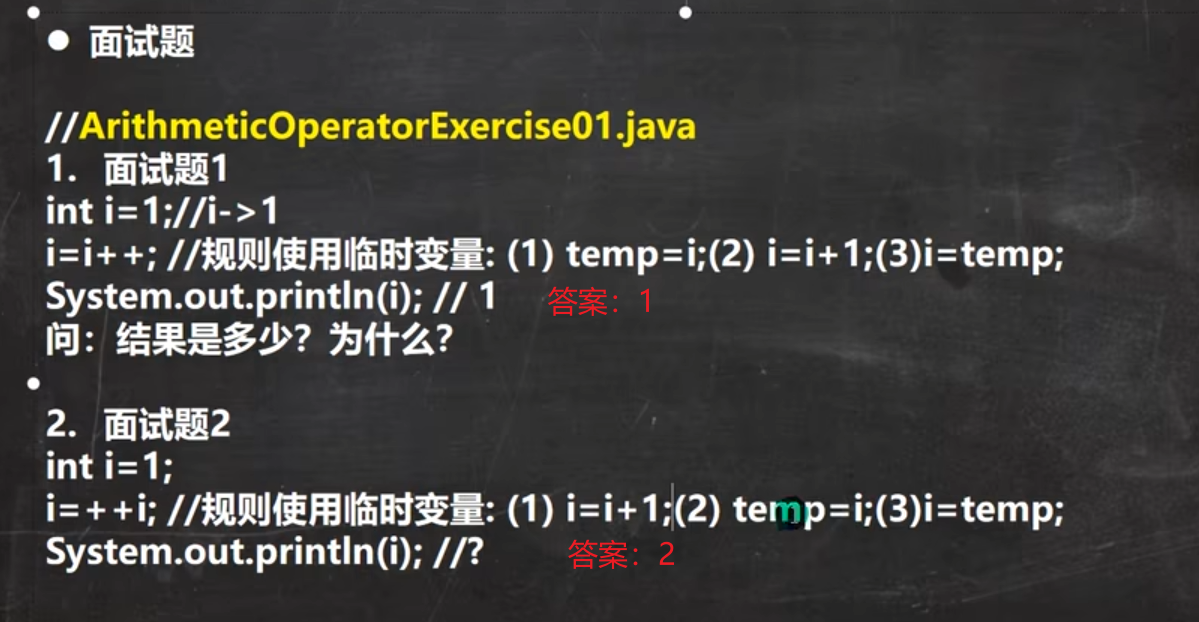 ● 面试题
//ArithmeticOperatorExercise01.java
1. 面试题1
int i=1;//i->1
i=i++; //规则使用临时变量: (1) temp=i;(2) i=i+1;(3)i=temp;
System.out.println(i); // 1 答案：1
问：结果是多少？为什么？
2. 面试题2
int i=1;
i=++i; //规则使用临时变量: (1) i=i+1;(2) temp=i;(3)i=temp;
System.out.println(i); //? 答案：2